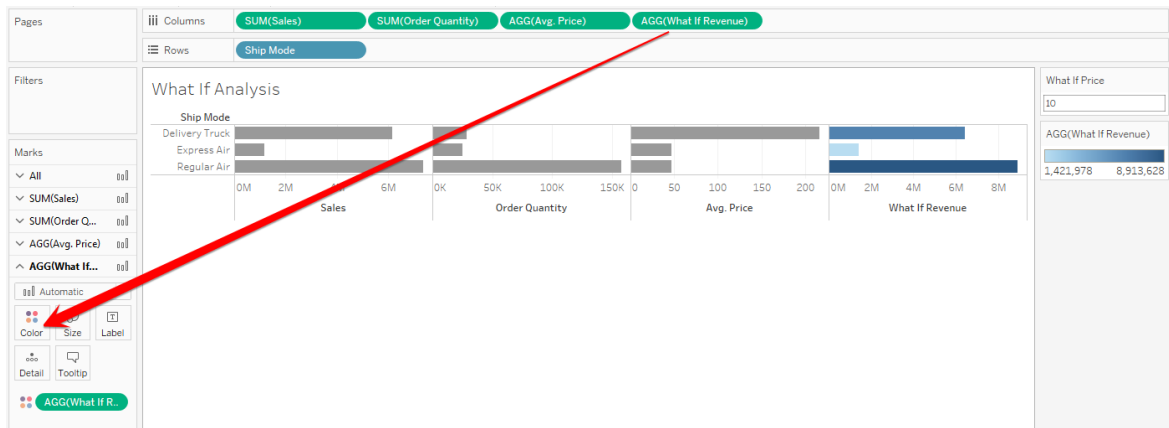 Pages
Columns
SUM(Sales)
SUM(Order Quantity)
AGG(Avg. Price)
AGG(What If Revenue)
Rows
Ship Mode
Filters
Marks
All
SUM(Sales)
SUM(Order Q...
AGG(Avg. Price)
AGG(What If...
Automatic
Color
Size
Label
Detail
Tooltip
AGG(What If R..
What If Analysis
Ship Mode
Delivery Truck
Express Air
Regular Air
0M 2M 6M
Sales
0K 50K 100K 150K
Order Quantity
0 50 100 150 200
Avg. Price
0M 2M 4M 6M 8M
What If Revenue
What If Price
10
AGG(What If Revenue)
1,421,978 8,913,628